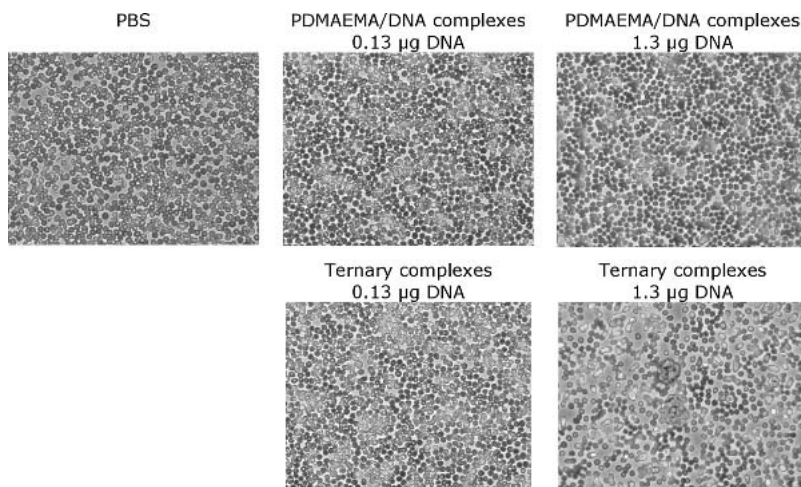 PBS
PDMAEMA/DNA complexes
0.13 µg DNA
PDMAEMA/DNA complexes
1.3 µg DNA
Ternary complexes
0.13 µg DNA
Ternary complexes
1.3 µg DNA